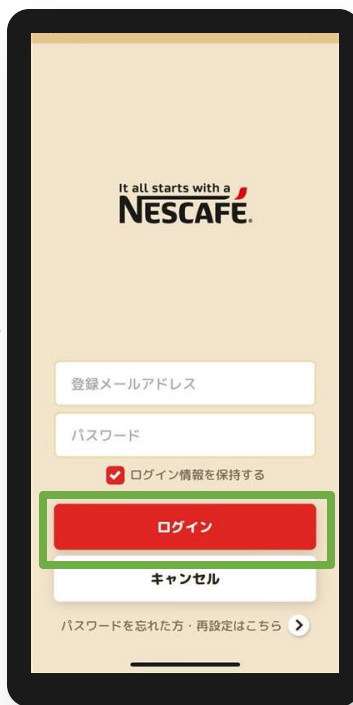 It all starts with a
NESCAFÉ.
登録メールアドレス
パスワード
ログイン情報を保持する
ログイン
キャンセル
パスワードを忘れた方・再設定はこちら